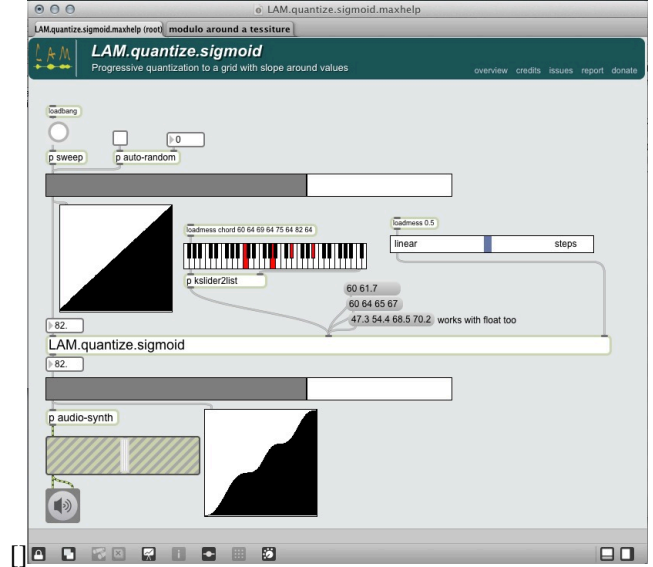 LAM.quantize.sigmoid.maxhelp
LAM.quantize.sigmoid.maxhelp (root) modulo around a tessiture
LAM
LAM.quantize.sigmoid
Progressive quantization to a grid with slope around values
overview credits issues report donate
loadbang
0
p sweep p auto-random
loadmess chord 60 64 69 64 75 64 82 64
loadmess 0.5
linear steps
p kslider2list
60 61.7
60 64 65 67
47.3 54.4 68.5 70.2 works with float too
82.
LAM.quantize.sigmoid
82.
p audio-synth
[]
i